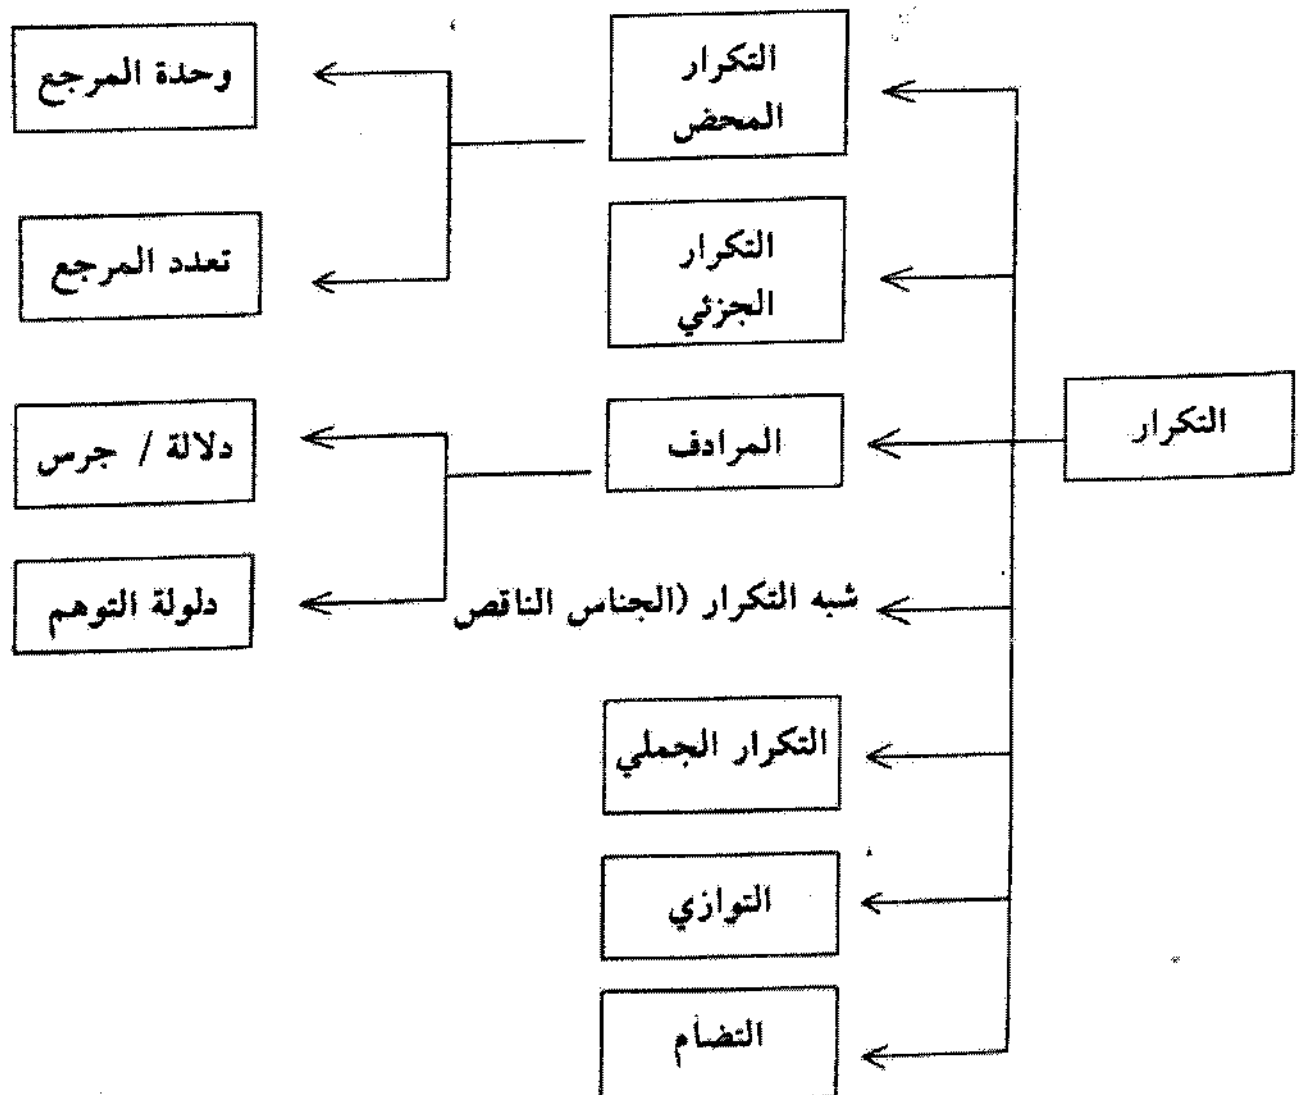 التكرار
التكرار
المحض
وحدة المرجع
تعدد المرجع
التكرار
الجزئي
المرادف
دلالة / جرس
دلولة التوهم
شبه التكرار (الجناس الناقص
التكرار الجملي
التوازي
التضام